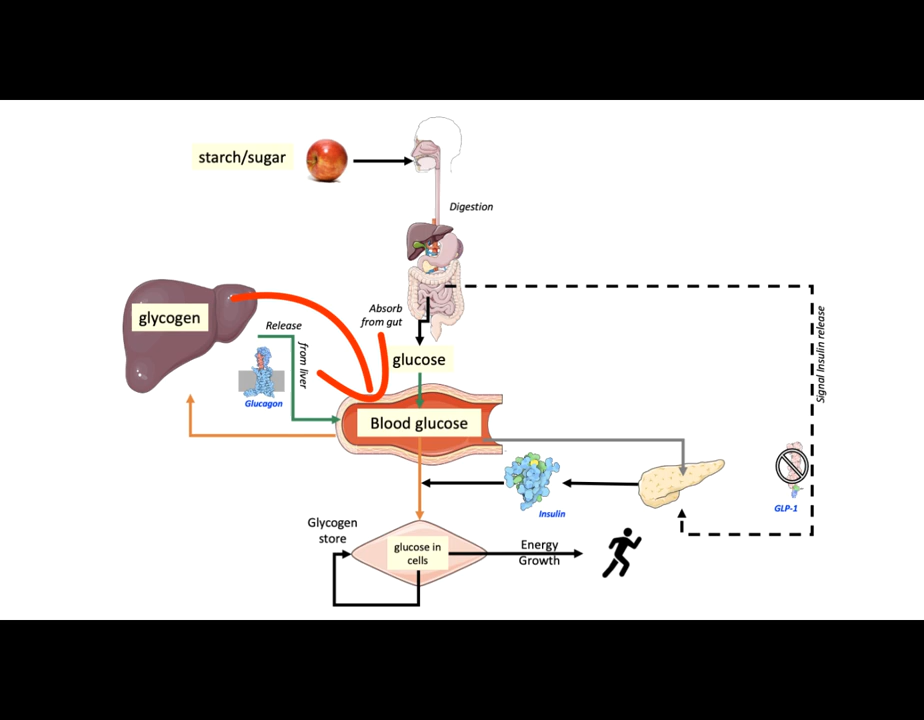 starch/sugar
Digestion
glycogen
Release
from liver
Glucagon
Absorb
from gut
glucose
Blood glucose
Signal Insulin release
Insulin
GLP-1
Glycogen
store
glucose in
cells
Energy
Growth